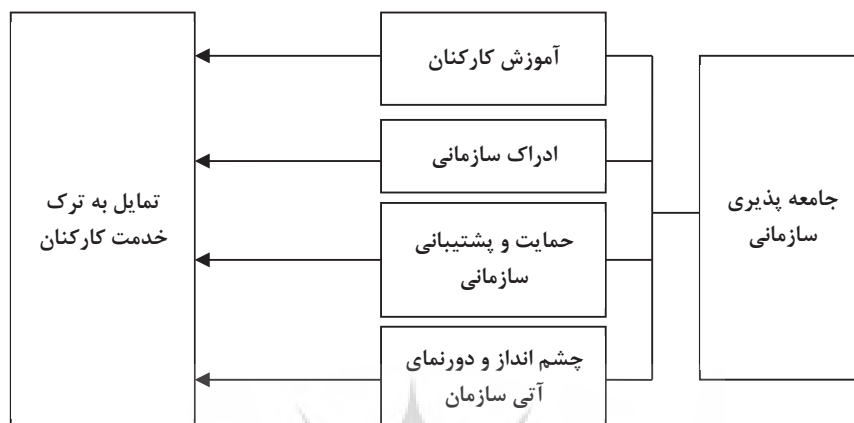 جامعه پذیری
سازمانی
آموزش کارکنان
ادراک سازمانی
حمایت و پشتیبانی
سازمانی
چشم انداز و دورنمای
آتی سازمان
تمایل به ترک
خدمت کارکنان